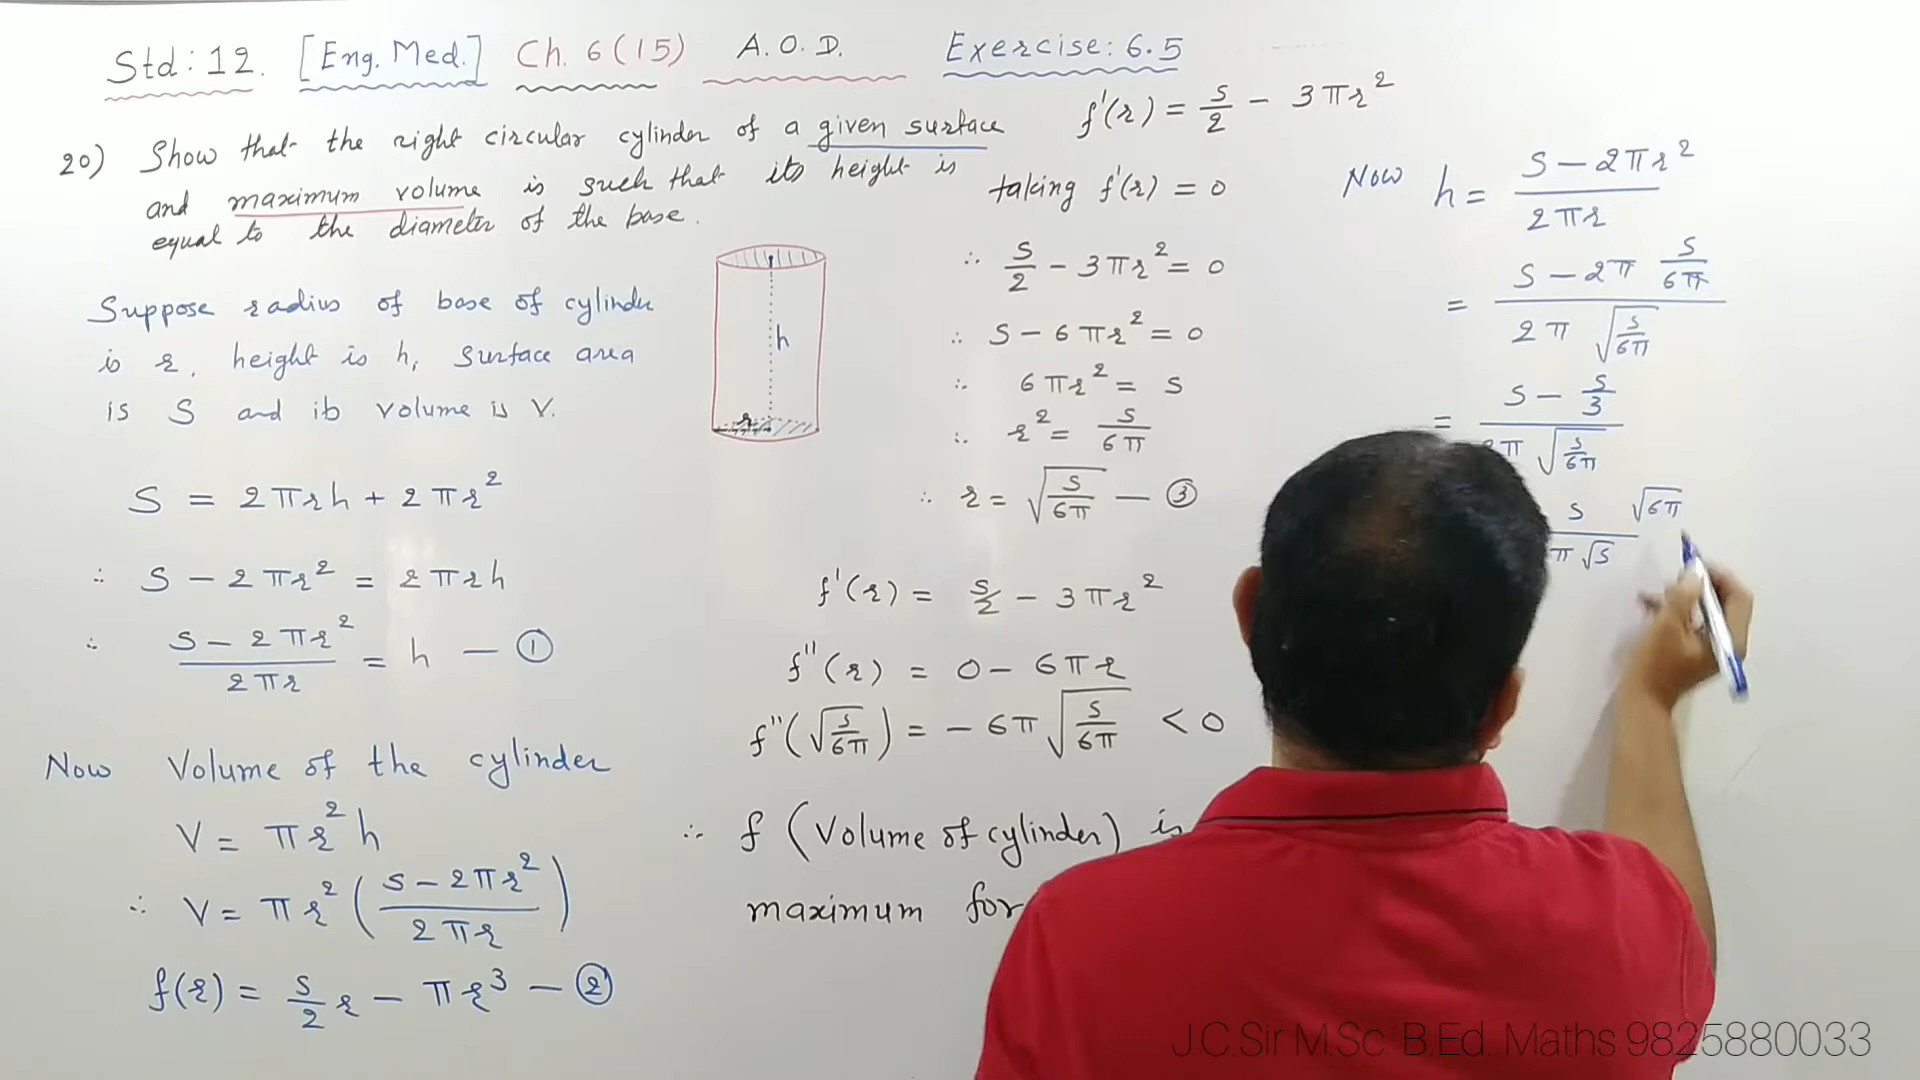 Std: 12. [Eng. Med.] Ch. 6 (15) A. O. D. Exercise: 6.5
20) Show that the right circular cylinder of a given surface
and maximum volume is such that its height is
equal to the diameter of the base.
Suppose radius of base of cylinder
is r, height is h, surface area
is S and its volume is V.
S = 2πrh + 2πr²
∴ S − 2πr² = 2πrh
∴ (S − 2πr²)/(2πr) = h — ①
Now Volume of the cylinder
V = πr²h
∴ V = πr² ((S − 2πr²)/(2πr))
f(r) = S/2 r − πr³ — ②
h
r
f'(r) = S/2 − 3πr²
taking f'(r) = 0
∴ S/2 − 3πr² = 0
∴ S − 6πr² = 0
∴ 6πr² = S
∴ r² = S/6π
∴ r = √(S/6π) — ③
f'(r) = S/2 − 3πr²
f''(r) = 0 − 6πr
f''(√(S/6π)) = −6π √(S/6π) < 0
∴ f (Volume of cylinder) is
maximum for
Now h = (S − 2πr²)/(2πr)
= (S − 2π S/6π)/(2π √(S/6π))
= (S − S/3)/(2π √(S/6π))
S √6π
π √S
J.C.Sir M.Sc. B.Ed. Maths 9825880033